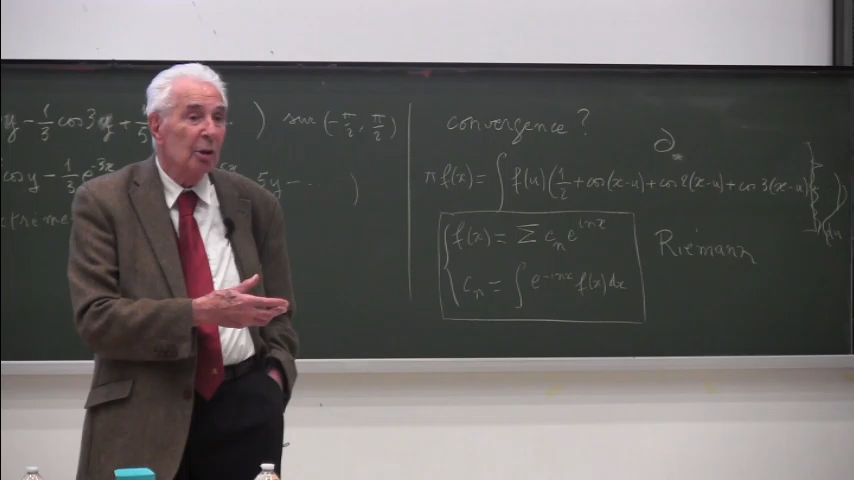 y - 1/3 cos 3y + 1/5 ) sur (-π/2, π/2)
cos y - 1/3 e^-3x 5y - ... )
convergence ?
π f(x) = ∫ f(u) (1/2 + cos(x-u) + cos 2(x-u) + cos 3(x-u)
f(x) = Σ c_n e^inx
c_n = ∫ e^-inx f(x) dx
Riemann